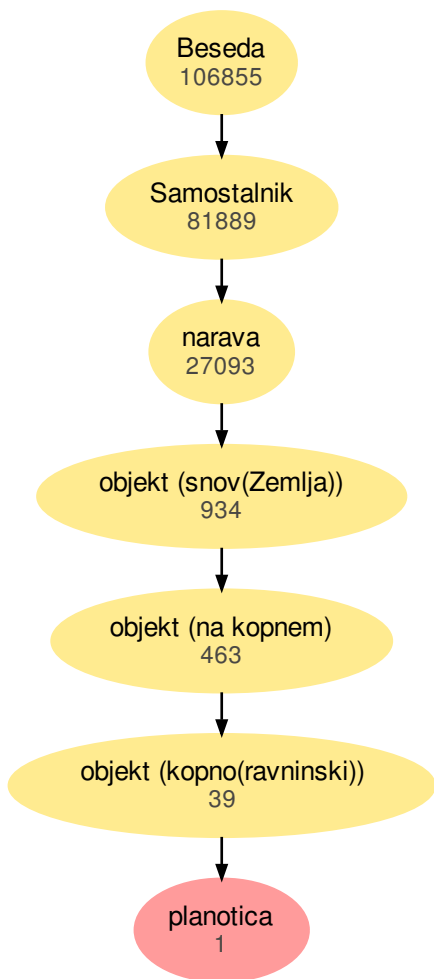 Beseda
106855
Samostalnik
81889
narava
27093
objekt (snov(Zemlja))
934
objekt (na kopnem)
463
objekt (kopno(ravninski))
39
planotica
1